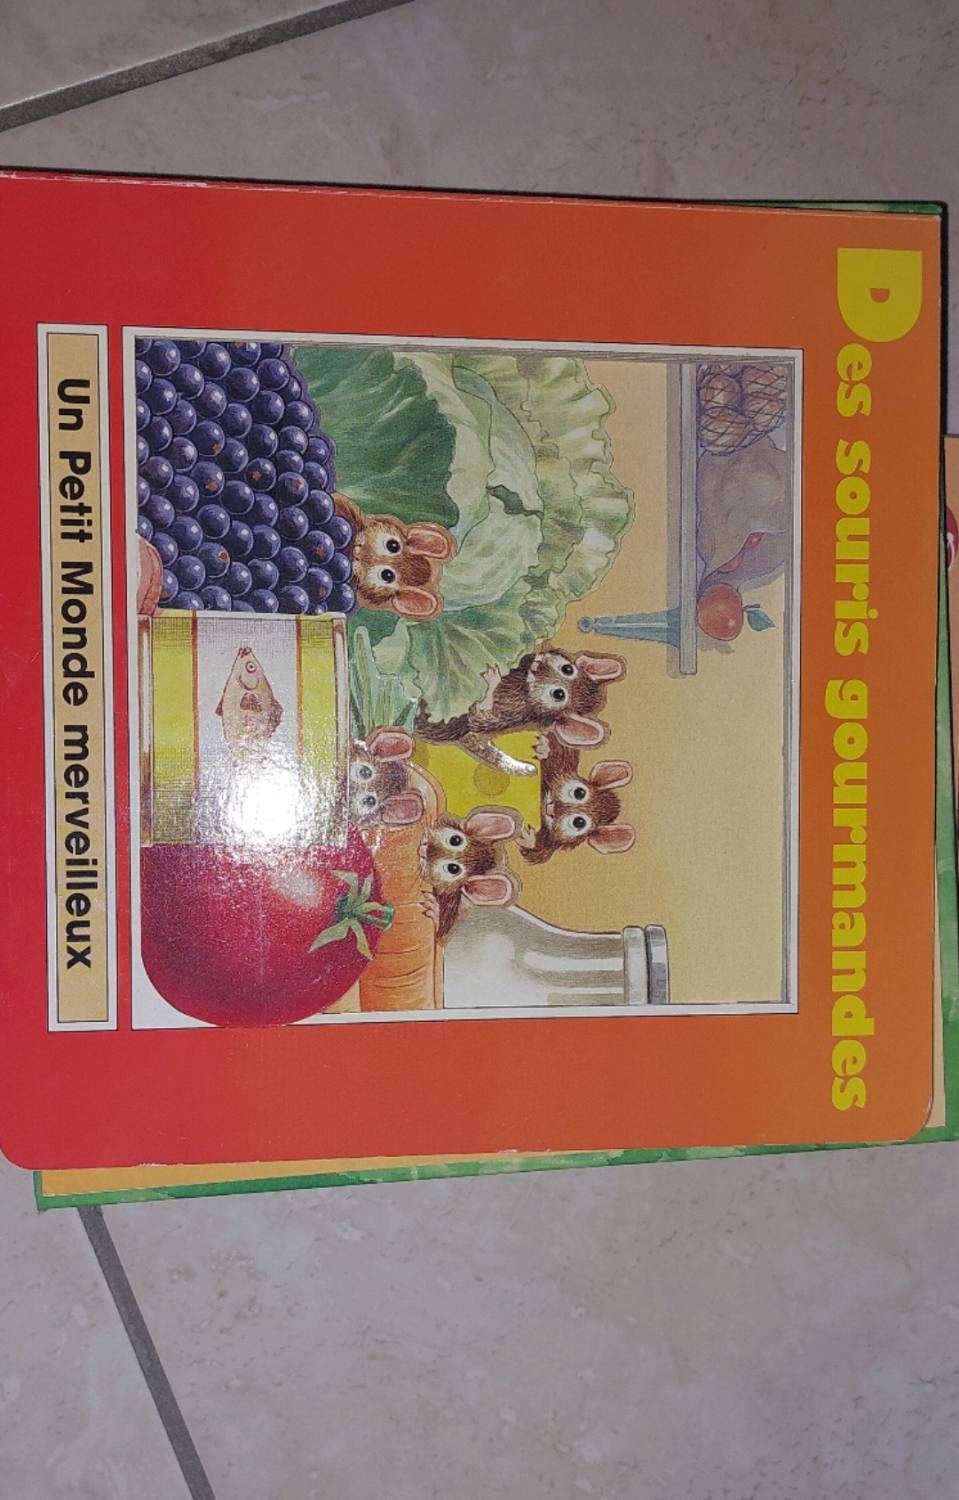 Des souris gourmandes
Un Petit Monde merveilleux